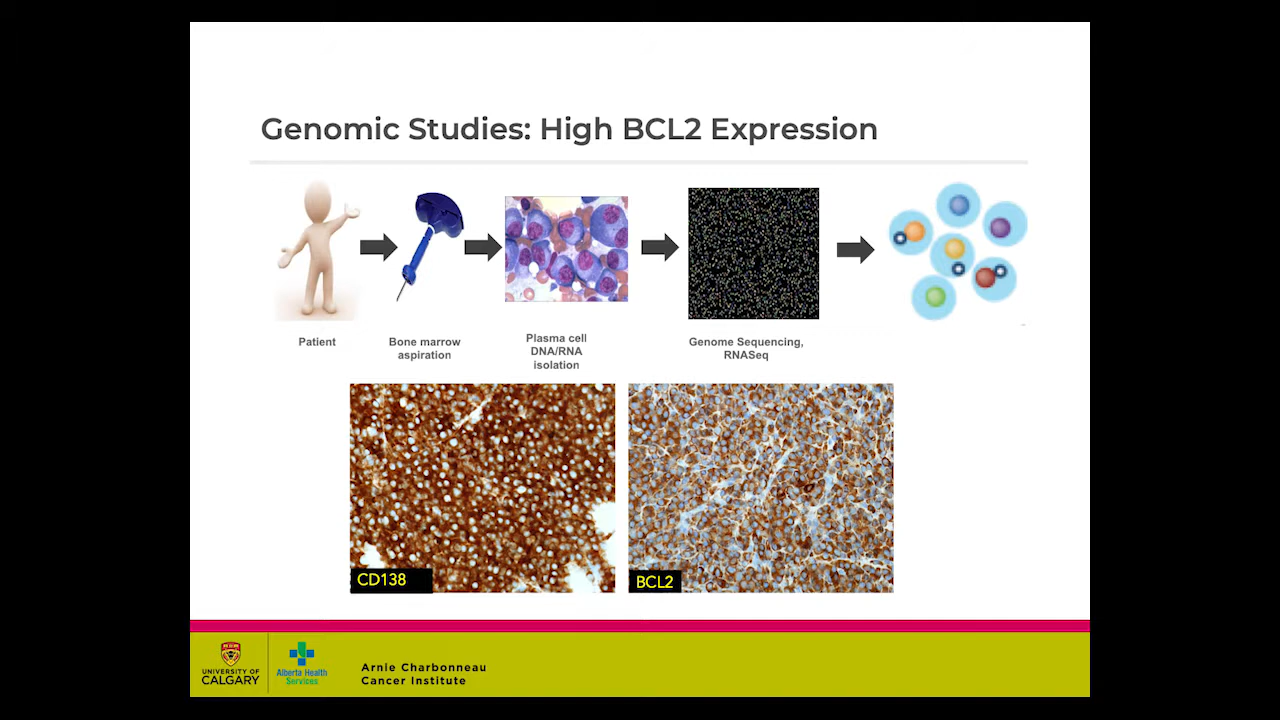 Genomic Studies: High BCL2 Expression
Patient
Bone marrow
aspiration
Plasma cell
DNA/RNA
isolation
Genome Sequencing,
RNASeq
CD138
BCL2
UNIVERSITY OF
CALGARY
Alberta Health
Services
Arnie Charbonneau
Cancer Institute